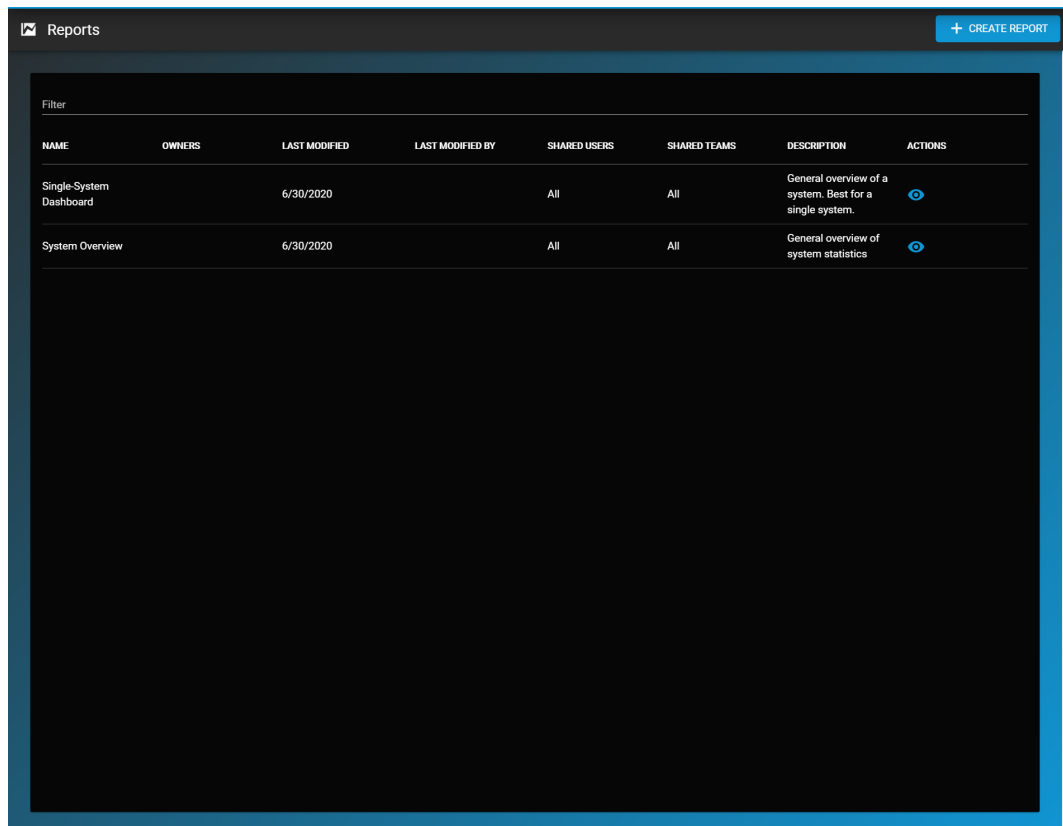 Reports
+ CREATE REPORT
Filter
NAME OWNERS LAST MODIFIED LAST MODIFIED BY SHARED USERS SHARED TEAMS DESCRIPTION ACTIONS
Single-System
Dashboard
6/30/2020 All All
General overview of a
system. Best for a
single system.
System Overview 6/30/2020 All All
General overview of
system statistics